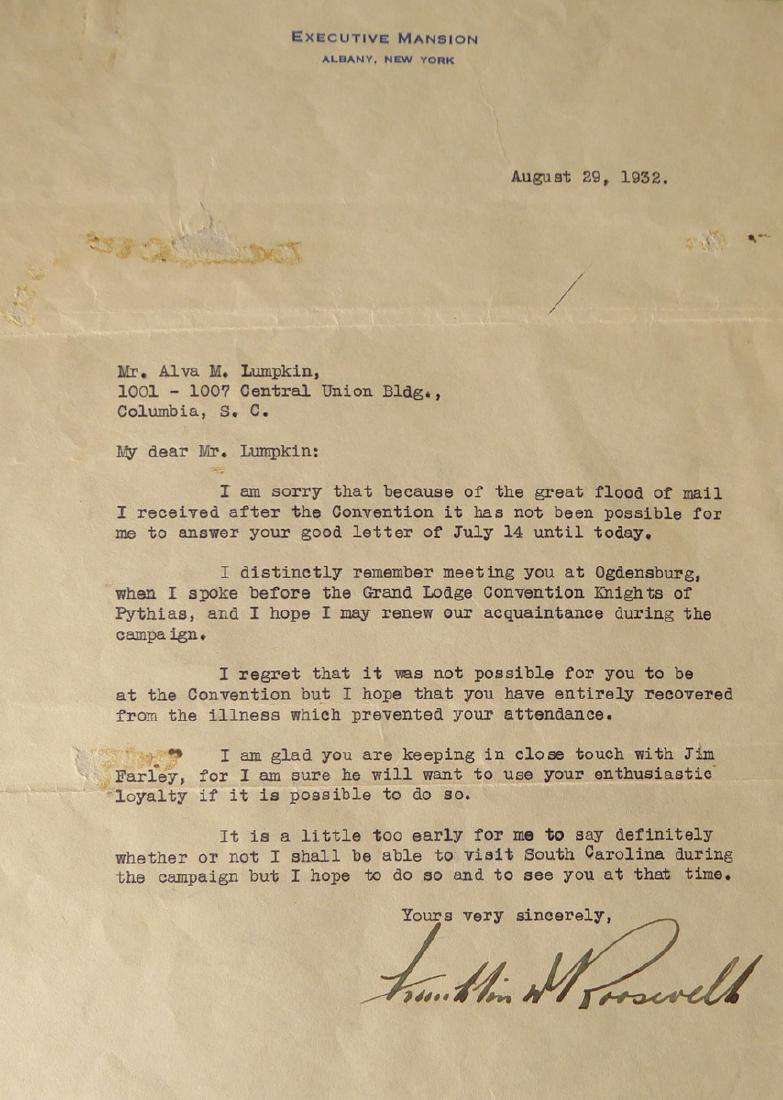 EXECUTIVE MANSION
ALBANY, NEW YORK
August 29, 1932.
Mr. Alva M. Lumpkin,
1001 - 1007 Central Union Bldg.,
Columbia, S. C.
My dear Mr. Lumpkin:
I am sorry that because of the great flood of mail
I received after the Convention it has not been possible for
me to answer your good letter of July 14 until today.
I distinctly remember meeting you at Ogdensburg,
when I spoke before the Grand Lodge Convention Knights of
Pythias, and I hope I may renew our acquaintance during the
campaign.
I regret that it was not possible for you to be
at the Convention but I hope that you have entirely recovered
from the illness which prevented your attendance.
I am glad you are keeping in close touch with Jim
Farley, for I am sure he will want to use your enthusiastic
loyalty if it is possible to do so.
It is a little too early for me to say definitely
whether or not I shall be able to visit South Carolina during
the campaign but I hope to do so and to see you at that time.
Yours very sincerely,
Franklin D Roosevelt